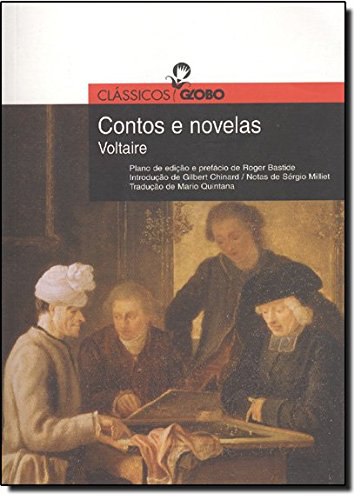 CLÁSSICOS GLOBO
Contos e novelas
Voltaire
Plano de edição e prefácio de Roger Bastide
Introdução de Gilbert Chinard / Notas de Sérgio Milliet
Tradução de Mario Quintana